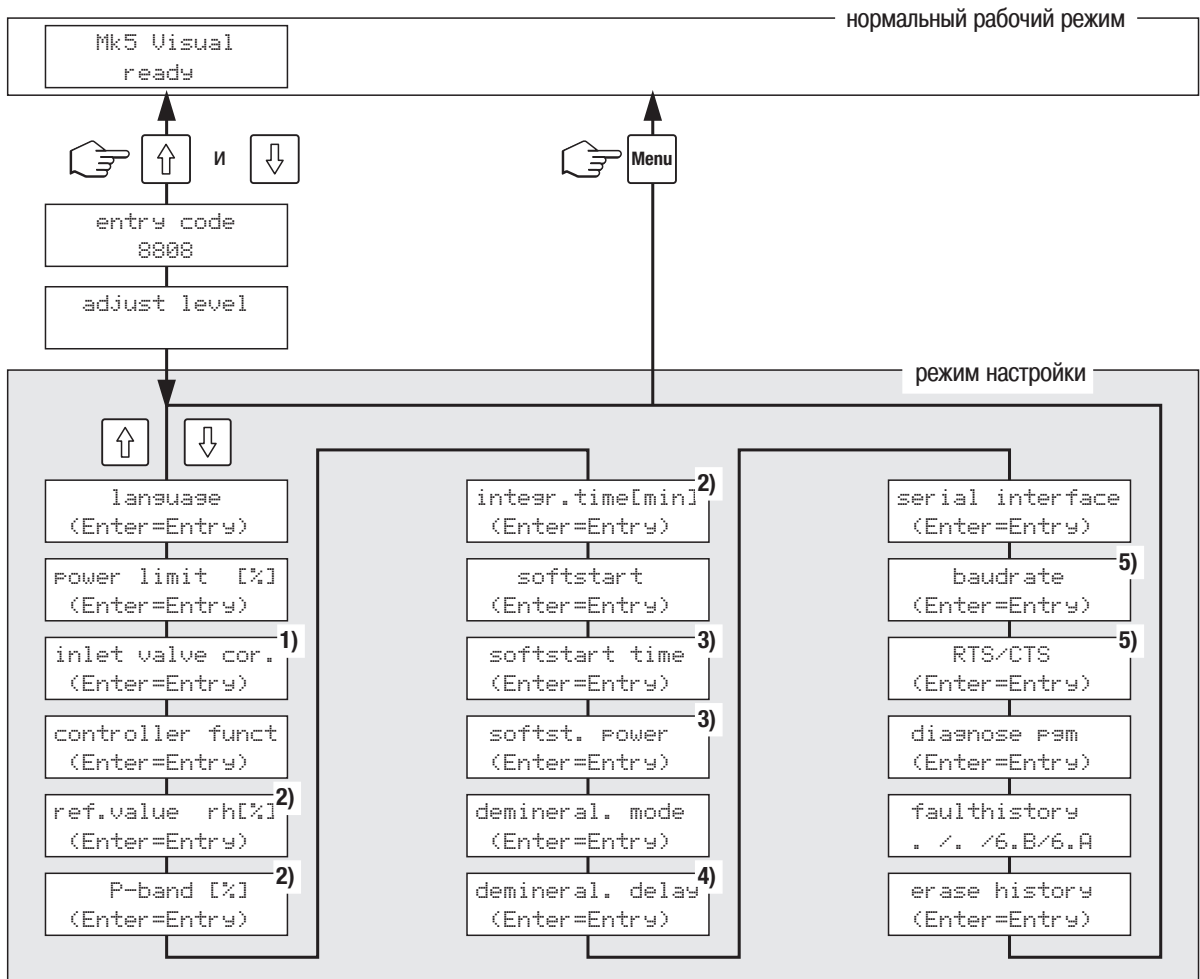 нормальный рабочий режим
Mk5 Visual
ready
и
Menu
entry code
8808
adjust level
режим настройки
language
(Enter=Entry)
power limit [%]
(Enter=Entry)
inlet valve cor. 1)
(Enter=Entry)
controller funct
(Enter=Entry)
ref.value rh[%] 2)
(Enter=Entry)
P-band [%] 2)
(Enter=Entry)
integr.time[min] 2)
(Enter=Entry)
softstart
(Enter=Entry)
softstart time 3)
(Enter=Entry)
softst. power 3)
(Enter=Entry)
demineral. mode
(Enter=Entry)
demineral. delay 4)
(Enter=Entry)
serial interface
(Enter=Entry)
baudrate 5)
(Enter=Entry)
RTS/CTS 5)
(Enter=Entry)
diagnose pgm
(Enter=Entry)
faulthistory
. /. /6.B/6.A
erase history
(Enter=Entry)